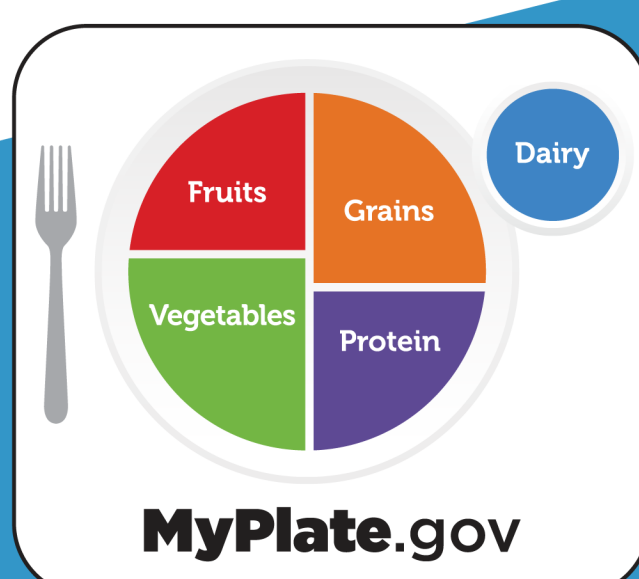 Fruits
Grains
Dairy
Vegetables
Protein
MyPlate.gov